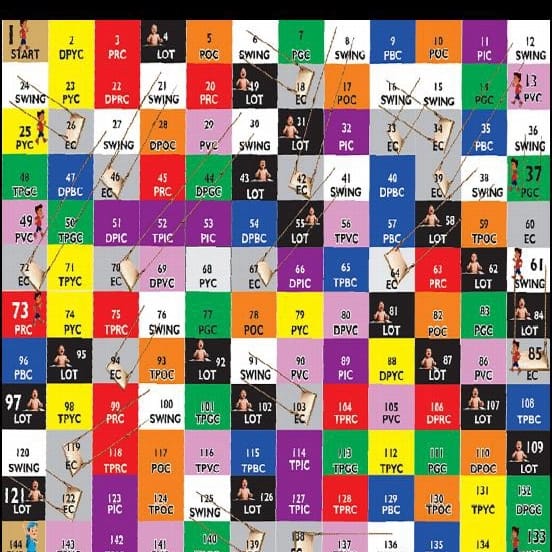 1 2 3 4 5 6 7 8 9 10 11 12
START DPYC PRC LOT POC SWING PGC SWING PBC POC PIC SWING
24 23 22 21 20 19 18 17 16 15 14 13
SWING PYC DPRC SWING PRC LOT EC POC SWING SWING PGC PVC
25 26 27 28 29 30 31 32 33 34 35 36
PYC EC SWING DPOC PVC SWING LOT PIC EC EC PBC SWING
48 47 46 45 44 43 42 41 40 39 38 37
TPGC DPBC EC PRC DPGC LOT EC SWING DPBC EC SWING PGC
49 50 51 52 53 54 55 56 57 58 59 60
PVC TPGC DPIC TPIC PIC DPBC LOT TPVC PBC LOT TPOC EC
72 71 70 69 68 67 66 65 64 63 62 61
EC TPYC EC DPVC PYC EC DPIC TPBC EC PRC LOT SWING
73 74 75 76 77 78 79 80 81 82 83 84
PRC PYC TPRC SWING PGC POC PYC DPVC LOT POC PGC LOT
96 95 94 93 92 91 90 89 88 87 86 85
PBC LOT EC TPOC LOT SWING PVC PIC DPYC LOT PVC EC
97 98 99 100 101 102 103 104 105 106 107 108
LOT TPYC PRC SWING TPGC LOT EC TPRC PVC DPRC LOT TPBC
120 119 118 117 116 115 114 113 112 111 110 109
SWING EC TPRC POC TPVC TPBC TPIC TPGC TPYC PGC DPOC LOT
121 122 123 124 125 126 127 128 129 130 131 132
LOT EC PIC TPOC SWING LOT TPIC TPRC PBC TPOC TPYC DPGC
144 143 142 141 140 139 138 137 136 135 134 133